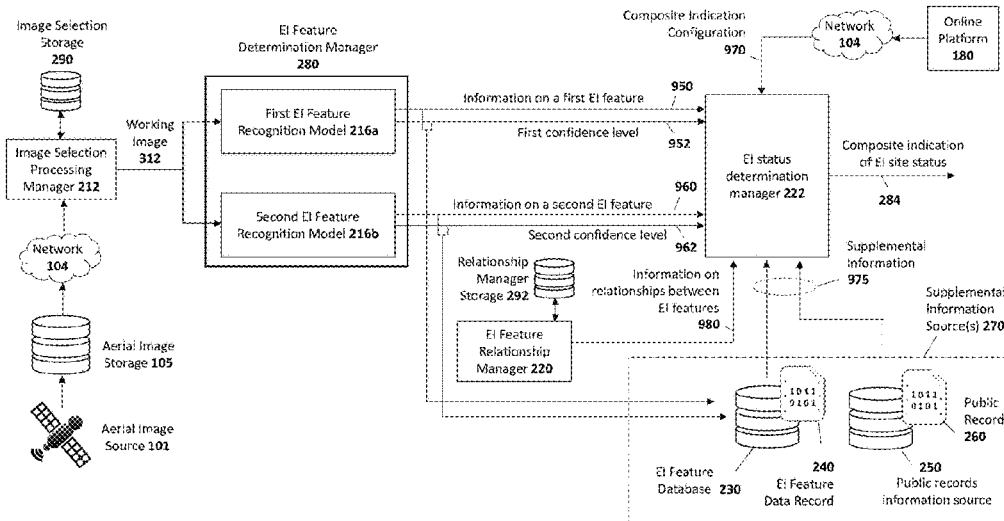 Image Selection
Storage
290
EI Feature
Determination Manager
280
Composite Indication
Configuration
970
Network
104
Online
Platform
180
Working
Image
312
First EI Feature
Recognition Model 216a
Information on a first EI feature
950
First confidence level
952
Image Selection
Processing
Manager 212
EI status
determination
manager 222
Composite indication
of EI site status
284
Second EI Feature
Recognition Model 216b
Information on a second EI feature
960
Second confidence level
962
Network
104
Relationship
Manager
Storage 292
Information on
relationships between
EI features
980
Supplemental
Information
975
Supplemental
Information
Source(s) 270
Aerial Image
Storage 105
EI Feature
Relationship
Manager 220
1011
0101
1011
0101
Public
Record
260
Aerial Image
Source 101
EI Feature
Database 230
240
EI Feature
Data Record
250
Public records
information source